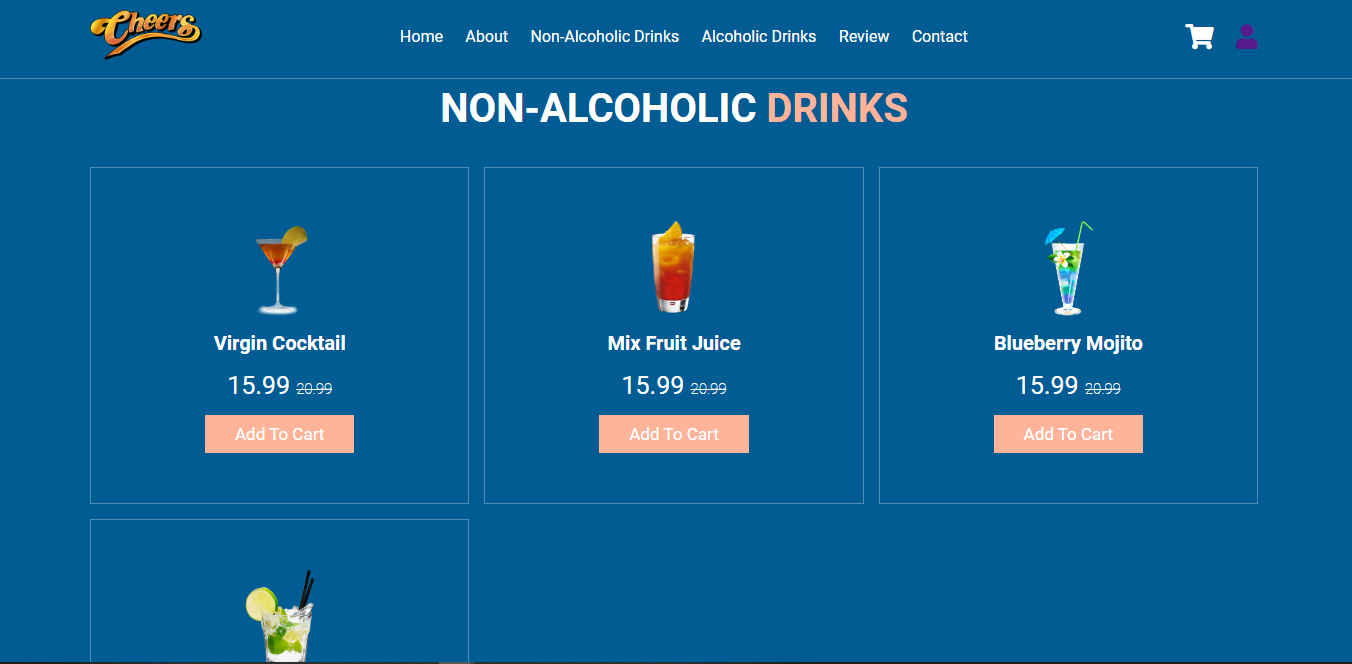 Cheers
Home About Non-Alcoholic Drinks Alcoholic Drinks Review Contact
NON-ALCOHOLIC DRINKS
Virgin Cocktail
15.99 20.99
Add To Cart
Mix Fruit Juice
15.99 20.99
Add To Cart
Blueberry Mojito
15.99 20.99
Add To Cart